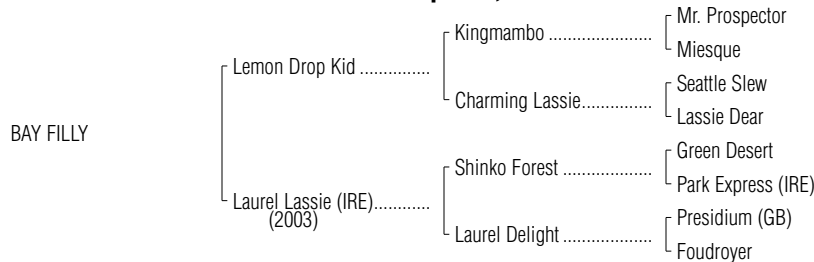 Mr. Prospector
Kingmambo ......................
Miesque
Lemon Drop Kid ...............
Seattle Slew
Charming Lassie...............
Lassie Dear
BAY FILLY
Green Desert
Shinko Forest ...................
Park Express (IRE)
Laurel Lassie (IRE)............
(2003)
Presidium (GB)
Laurel Delight ...................
Foudroyer